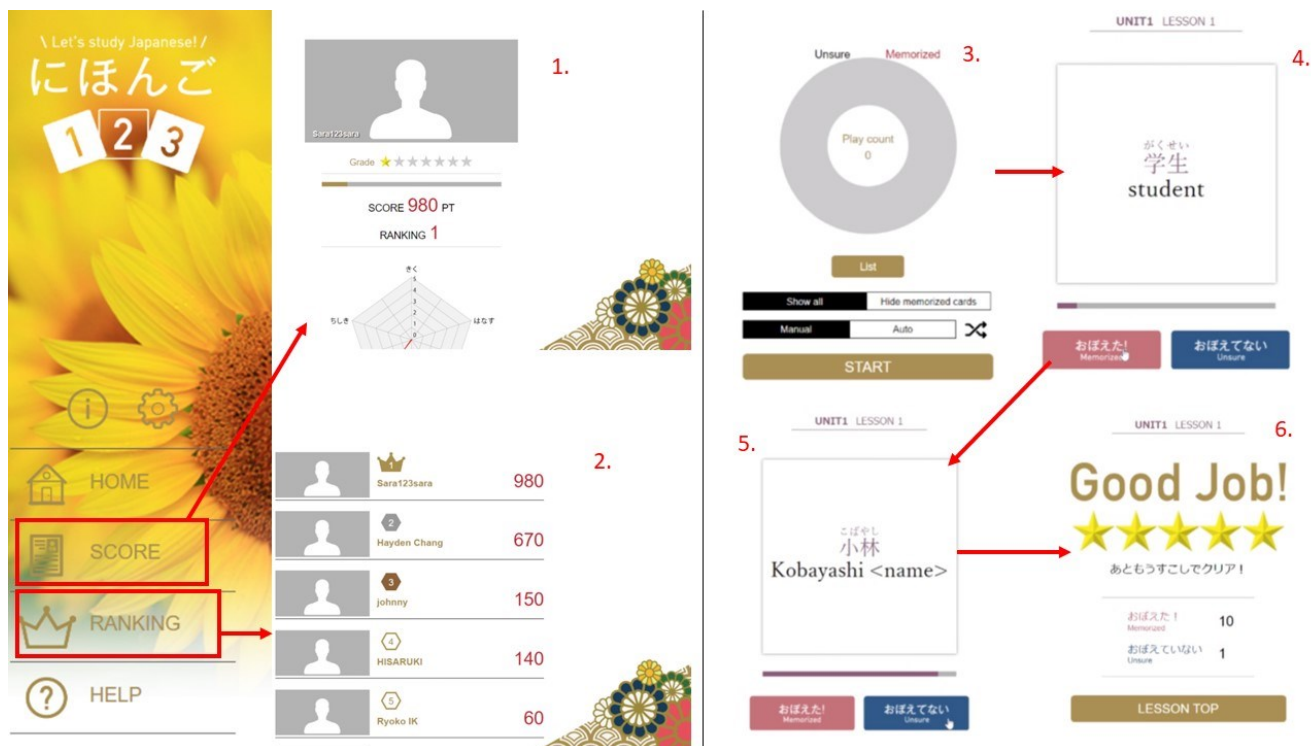 \ Let's study Japanese! /
にほんご
1 2 3
HOME
SCORE
RANKING
HELP
1.
Sara123sara
Grade
SCORE 980 PT
RANKING 1
きく
5
4
3
2
1
0
ちしき
はなす
2.
1
Sara123sara
980
2
Hayden Chang
670
3
johnny
150
4
HISARUKI
140
5
Ryoko IK
60
3.
Unsure
Memorized
Play count
0
List
Show all
Hide memorized cards
Manual
Auto
START
UNIT1 LESSON 1
4.
がくせい
学生
student
おぼえた!
Memorized
おぼえてない
Unsure
5.
UNIT1 LESSON 1
こばやし
小林
Kobayashi <name>
おぼえた!
Memorized
おぼえてない
Unsure
UNIT1 LESSON 1
6.
Good Job!
あともうすこしでクリア！
おぼえた！
Memorized
10
おぼえていない
Unsure
1
LESSON TOP